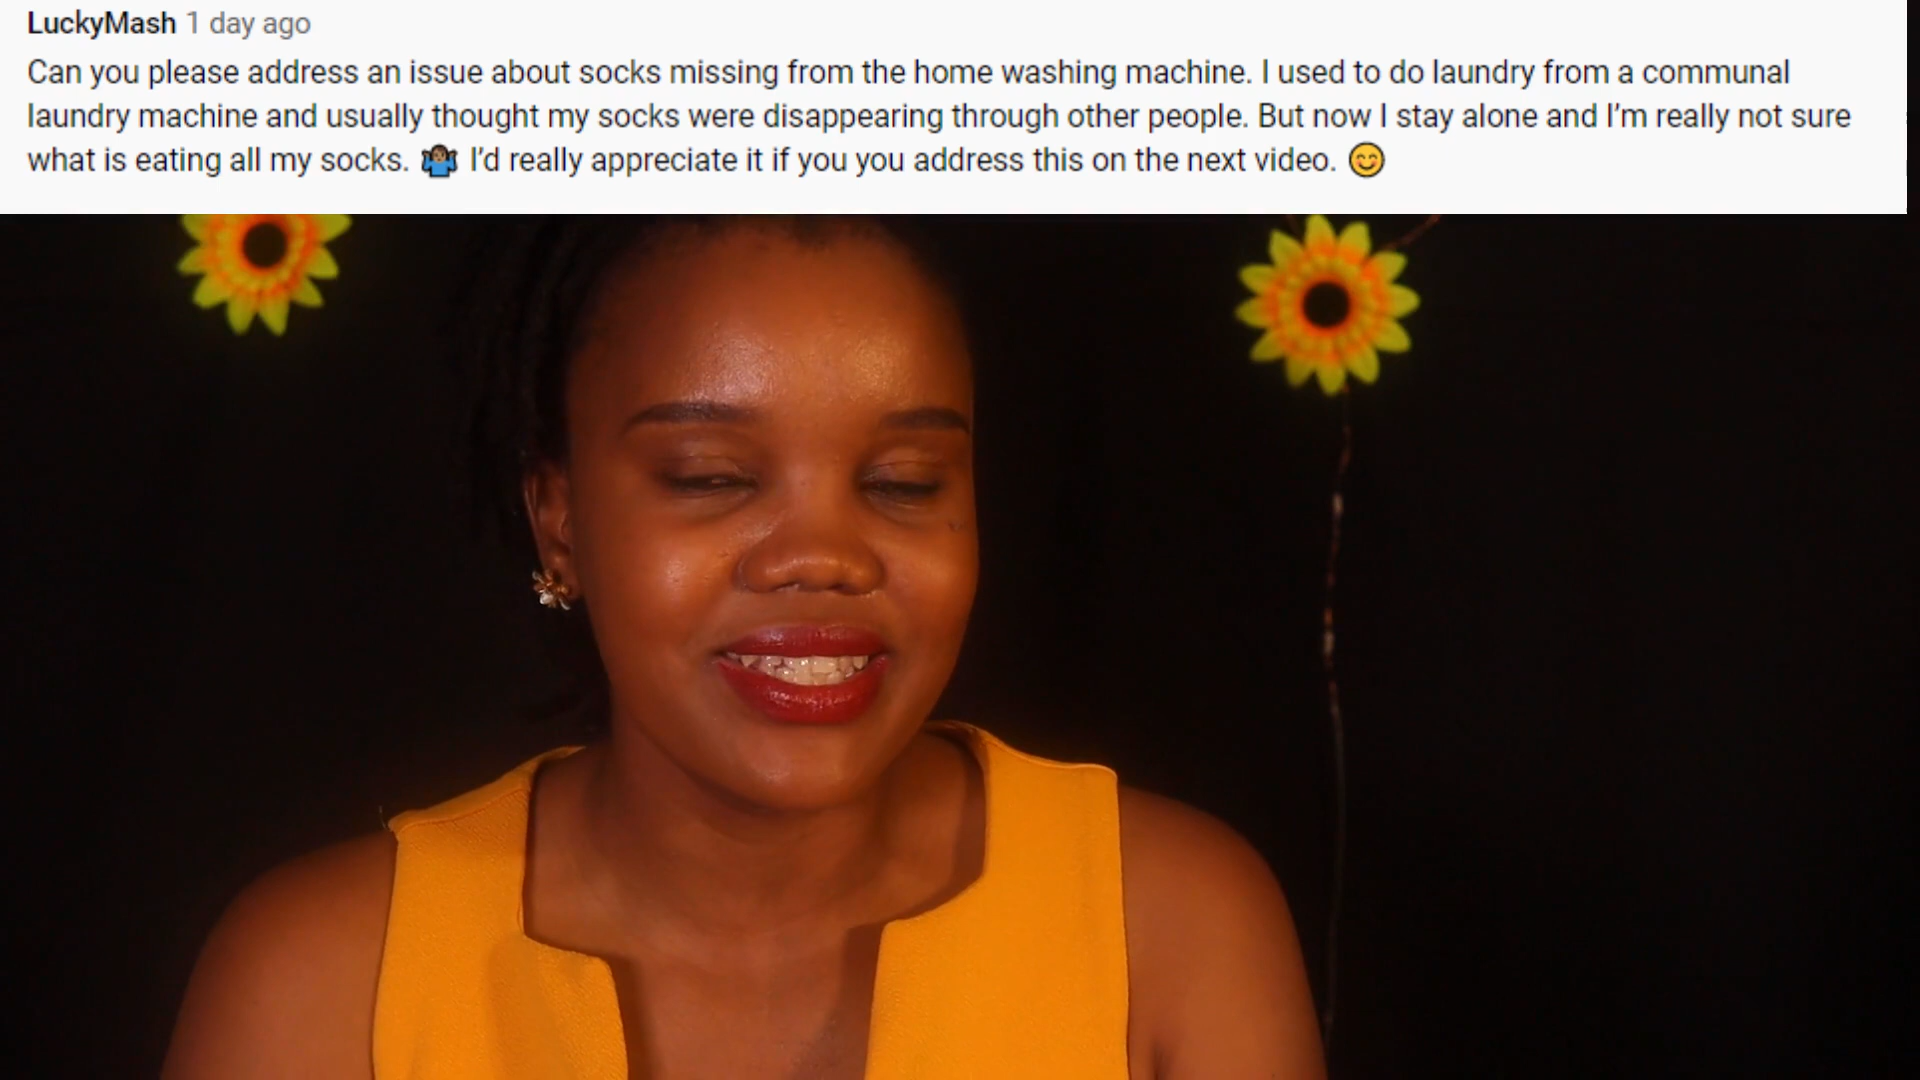 LuckyMash 1 day ago
Can you please address an issue about socks missing from the home washing machine. I used to do laundry from a communal
laundry machine and usually thought my socks were disappearing through other people. But now I stay alone and I’m really not sure
what is eating all my socks. 🤷🏾‍♂️ I’d really appreciate it if you you address this on the next video. 😊